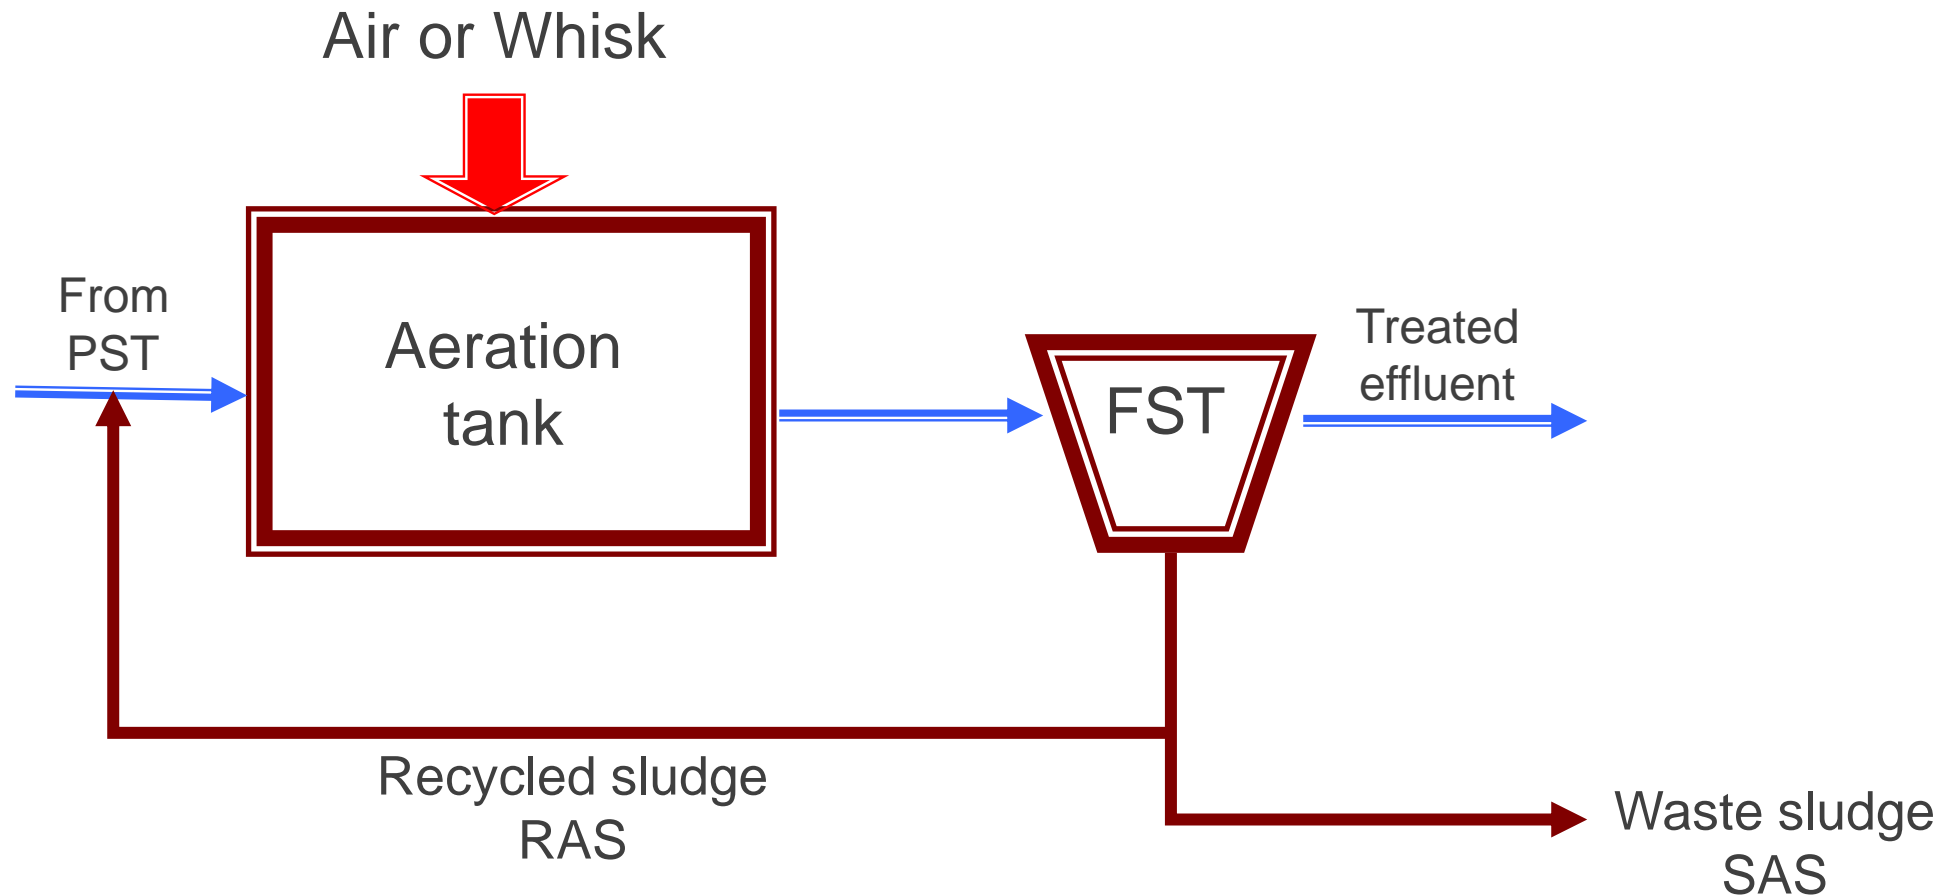 Air or Whisk
From
PST
Aeration
tank
FST
Treated
effluent
Recycled sludge
RAS
Waste sludge
SAS